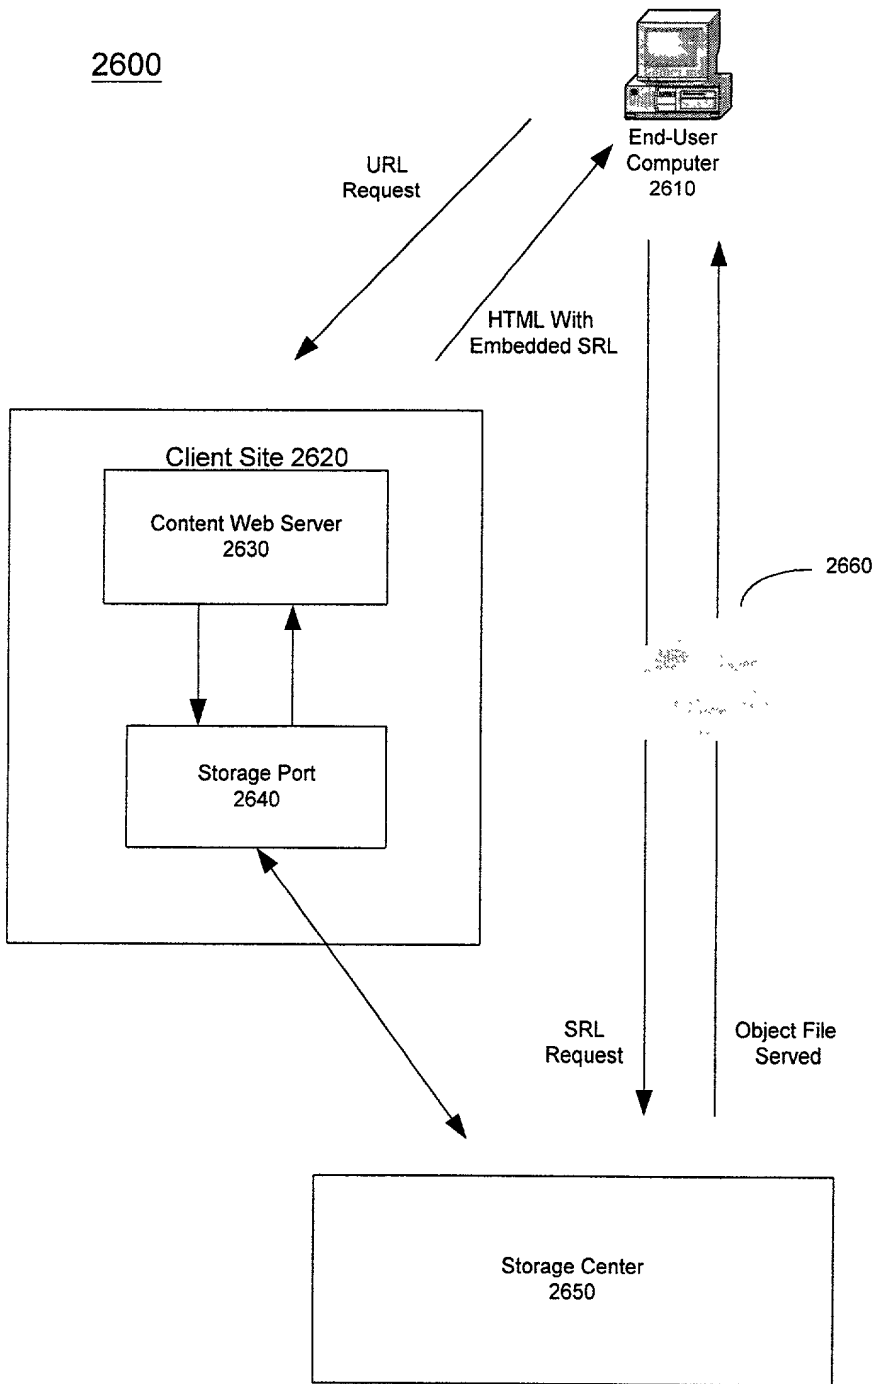 2600
End-User
Computer
2610
URL
Request
HTML With
Embedded SRL
Client Site 2620
Content Web Server
2630
2660
Storage Port
2640
SRL
Request
Object File
Served
Storage Center
2650